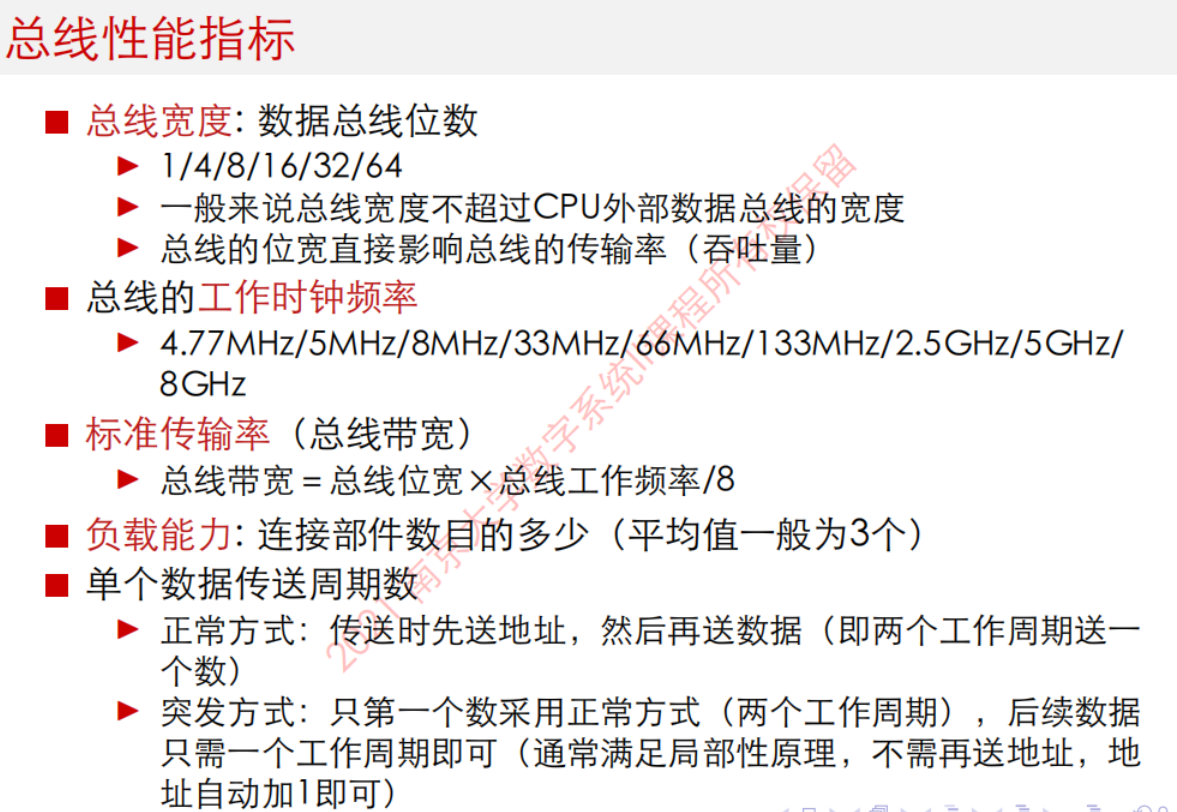 总线性能指标
总线宽度: 数据总线位数
1/4/8/16/32/64
一般来说总线宽度不超过CPU外部数据总线的宽度
总线的位宽直接影响总线的传输率（吞吐量）
总线的工作时钟频率
4.77MHz/5MHz/8MHz/33MHz/66MHz/133MHz/2.5GHz/5GHz/
8GHz
标准传输率（总线带宽）
总线带宽 = 总线位宽×总线工作频率/8
负载能力: 连接部件数目的多少（平均值一般为3个）
单个数据传送周期数
正常方式：传送时先送地址，然后再送数据（即两个工作周期送一
个数）
突发方式：只第一个数采用正常方式（两个工作周期），后续数据
只需一个工作周期即可（通常满足局部性原理，不需再送地址，地
址自动加1即可）
2021 南京大学数字系统II课程所有权保留